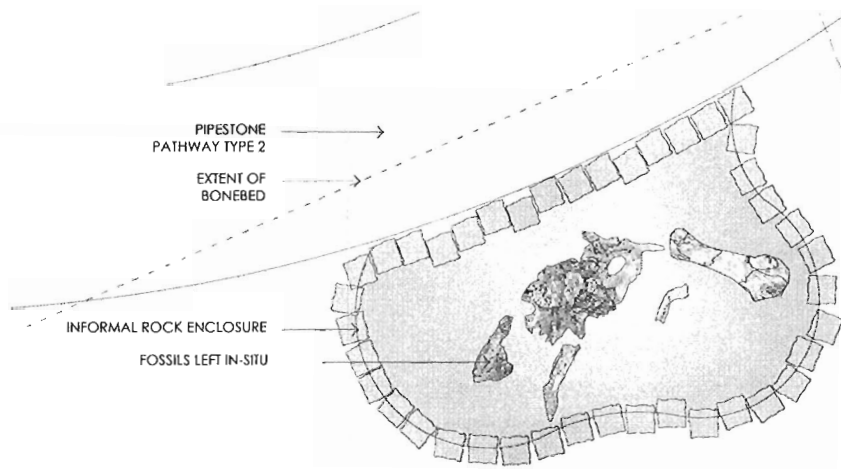 PIPESTONE
PATHWAY TYPE 2
EXTENT OF
BONEBED
INFORMAL ROCK ENCLOSURE
FOSSILS LEFT IN-SITU